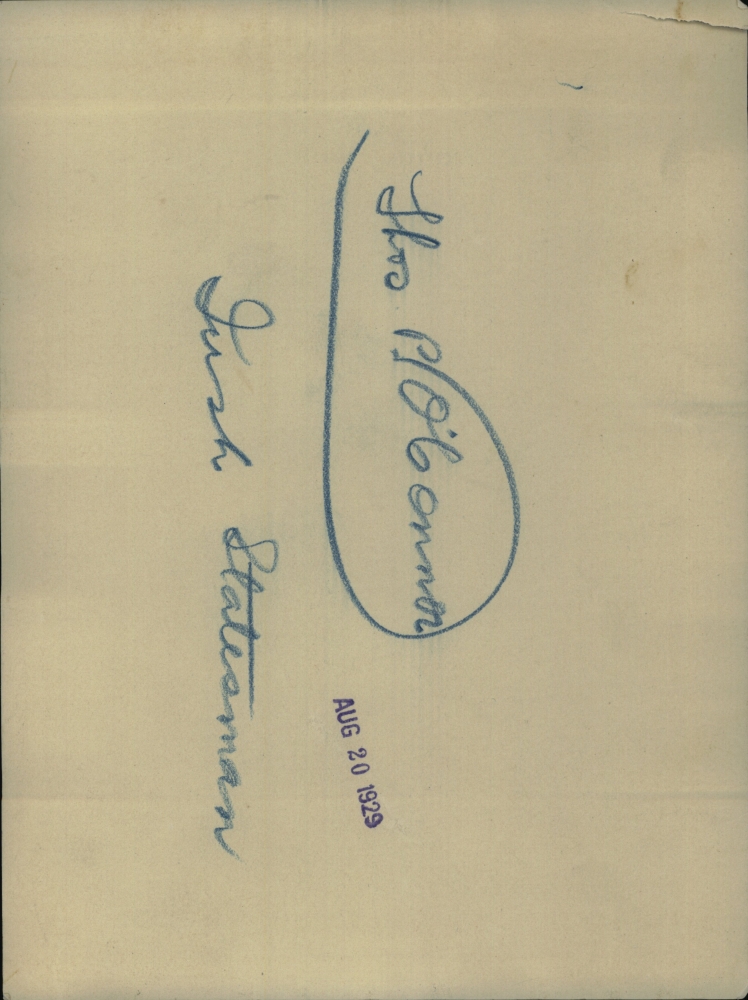 Thos P. O'Connor
Irish Statesman
AUG 20 1929